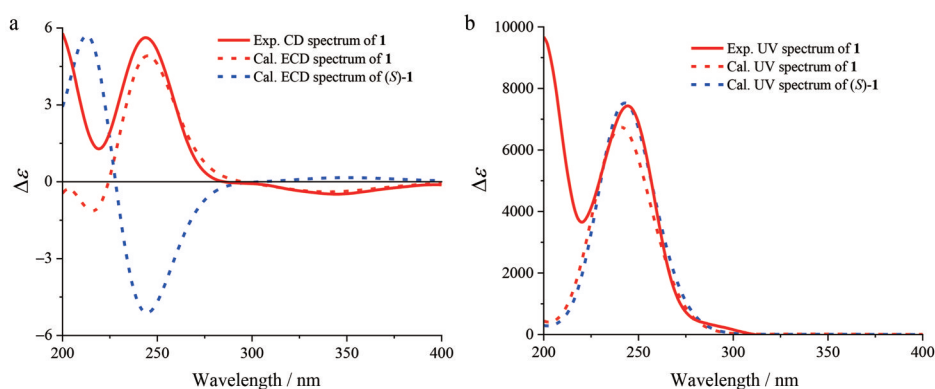 a
Exp. CD spectrum of 1
Cal. ECD spectrum of 1
Cal. ECD spectrum of (S)-1
6
3
0
−3
−6
Δε
200 250 300 350 400
Wavelength / nm
b
Exp. UV spectrum of 1
Cal. UV spectrum of 1
Cal. UV spectrum of (S)-1
10000
8000
6000
4000
2000
0
Δε
200 250 300 350 400
Wavelength / nm